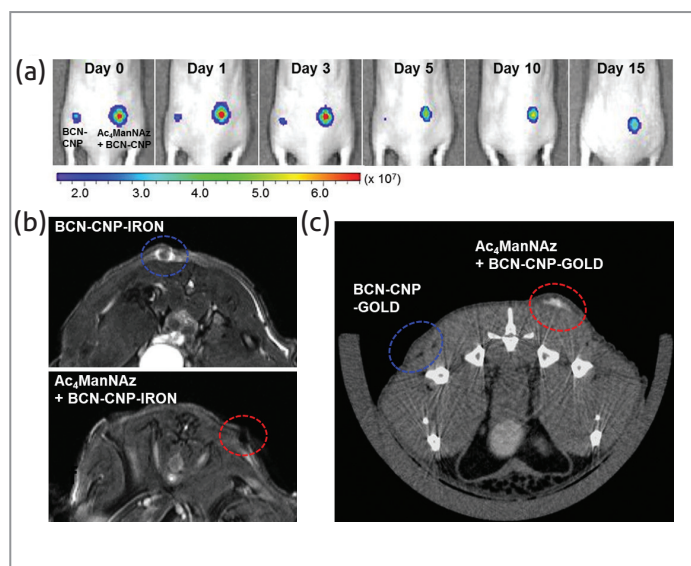 (a)
Day 0 Day 1 Day 3 Day 5 Day 10 Day 15
BCN-
CNP
Ac₄ManNAz
+ BCN-CNP
2.0 3.0 4.0 5.0 6.0 (x 10⁷)
(b)
BCN-CNP-IRON
Ac₄ManNAz
+ BCN-CNP-IRON
(c)
Ac₄ManNAz
+ BCN-CNP-GOLD
BCN-CNP
-GOLD